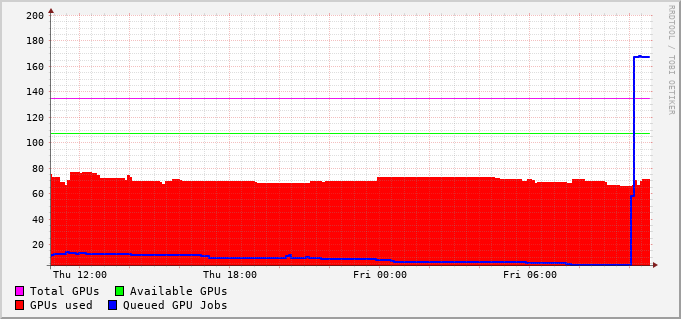 RRDTOOL / TOBI OETIKER
200
180
160
140
120
100
80
60
40
20
Thu 12:00 Thu 18:00 Fri 00:00 Fri 06:00
Total GPUs Available GPUs
GPUs used Queued GPU Jobs